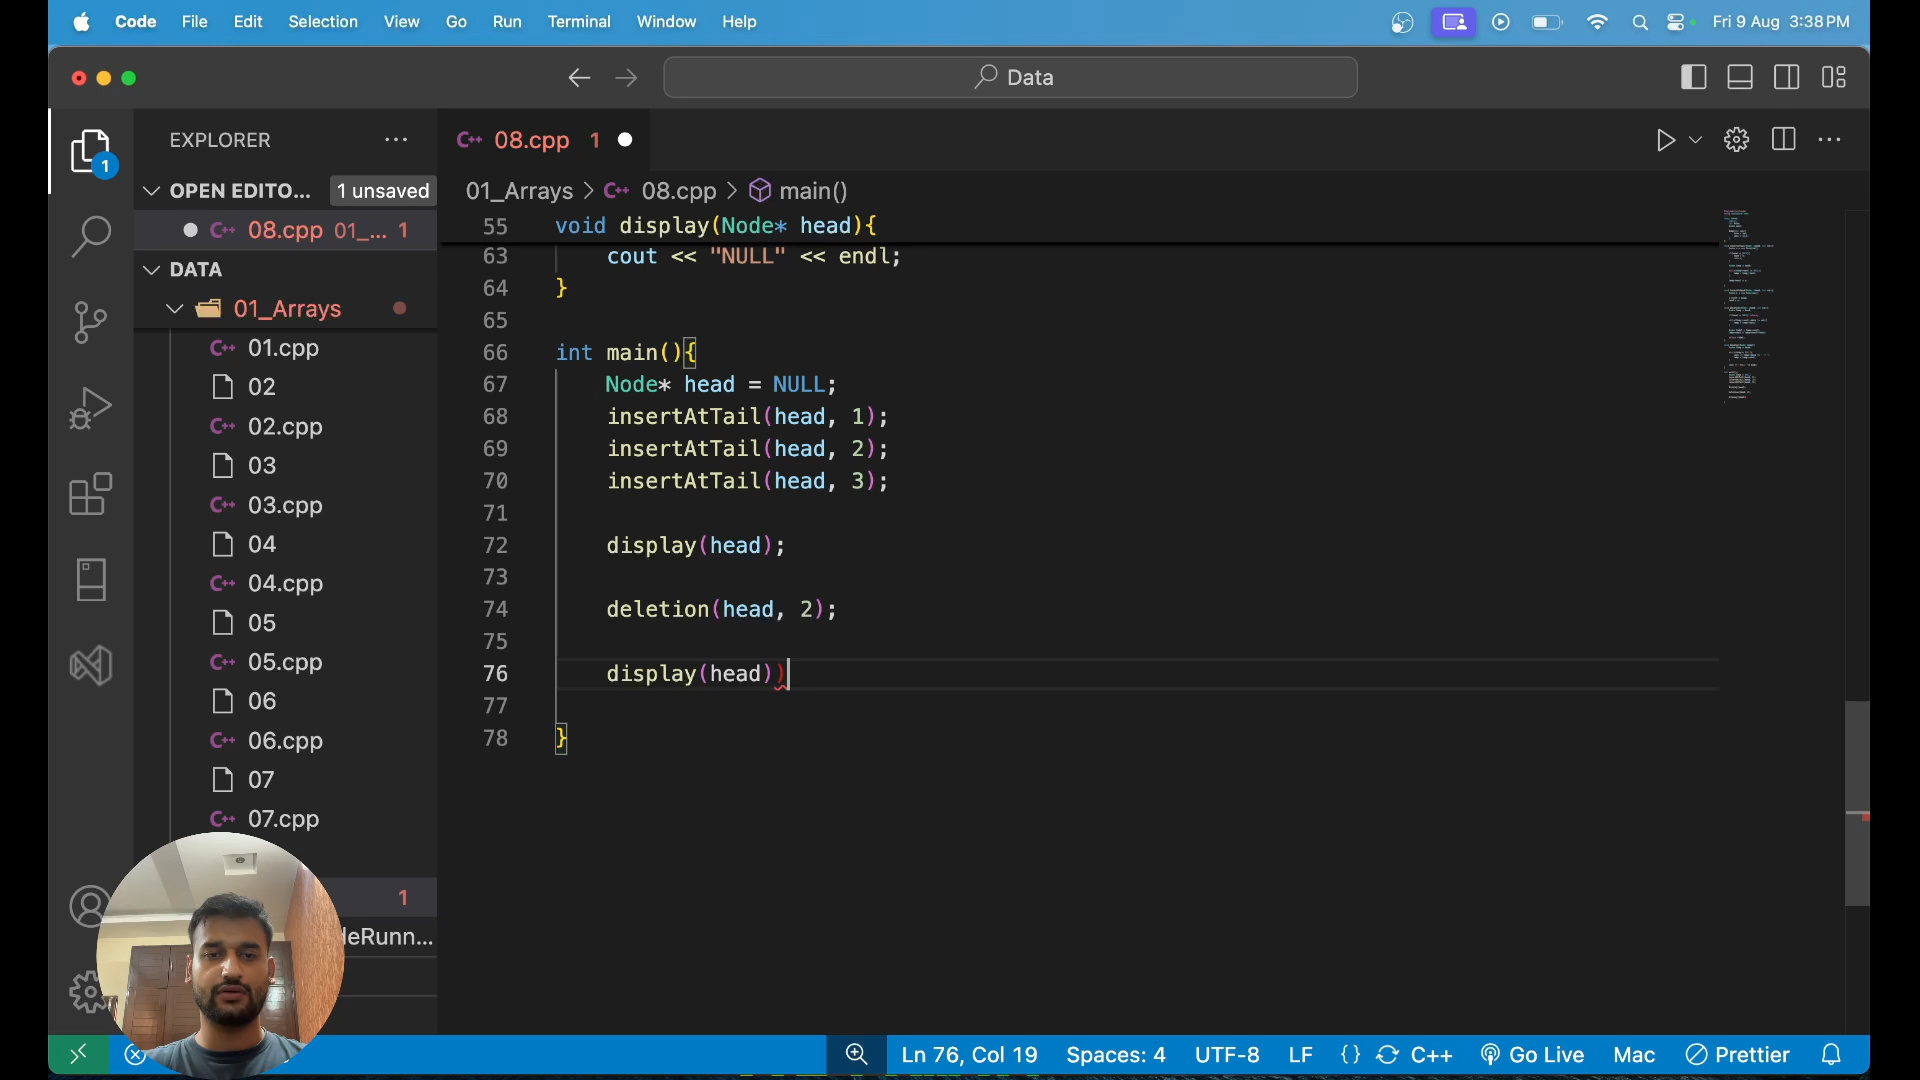 Code File Edit Selection View Go Run Terminal Window Help Fri 9 Aug 3:38 PM
Data
EXPLORER
OPEN EDITO... 1 unsaved
08.cpp 01_... 1
DATA
01_Arrays
01.cpp
02
02.cpp
03
03.cpp
04
04.cpp
05
05.cpp
06
06.cpp
07
07.cpp
1
deRunn...
1
08.cpp 1
01_Arrays > 08.cpp > main()
55 void display(Node* head){
63 cout << "NULL" << endl;
64 }
65
66 int main(){
67 Node* head = NULL;
68 insertAtTail(head, 1);
69 insertAtTail(head, 2);
70 insertAtTail(head, 3);
71
72 display(head);
73
74 deletion(head, 2);
75
76 display(head))
77
78 }
Ln 76, Col 19 Spaces: 4 UTF-8 LF {} C++ Go Live Mac Prettier